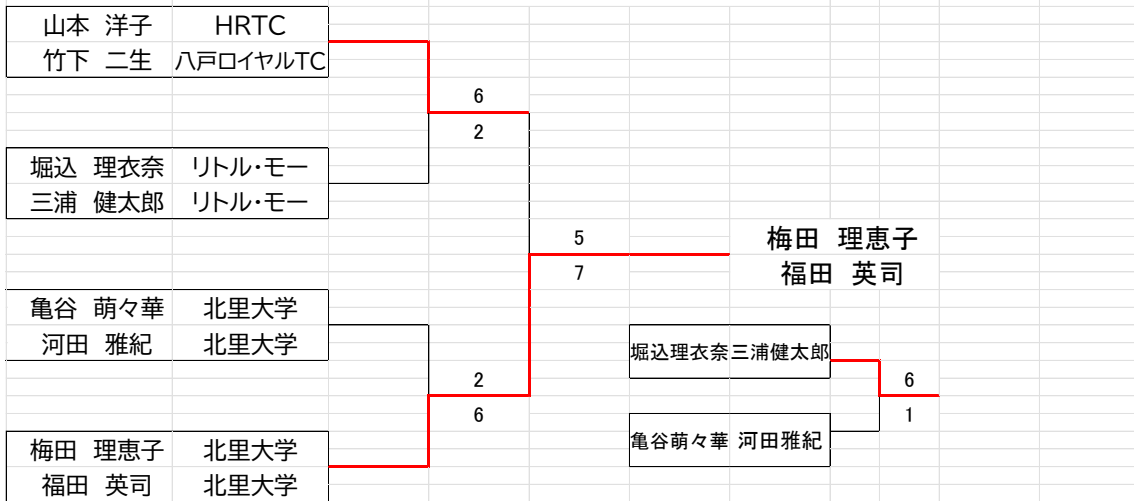 山本 洋子 HRTC
竹下 二生 八戸ロイヤルTC
6
2
堀込 理衣奈 リトル・モー
三浦 健太郎 リトル・モー
5 梅田 理恵子
7 福田 英司
亀谷 萌々華 北里大学
河田 雅紀 北里大学
堀込理衣奈 三浦健太郎
2 6
6 1
亀谷萌々華 河田雅紀
梅田 理恵子 北里大学
福田 英司 北里大学